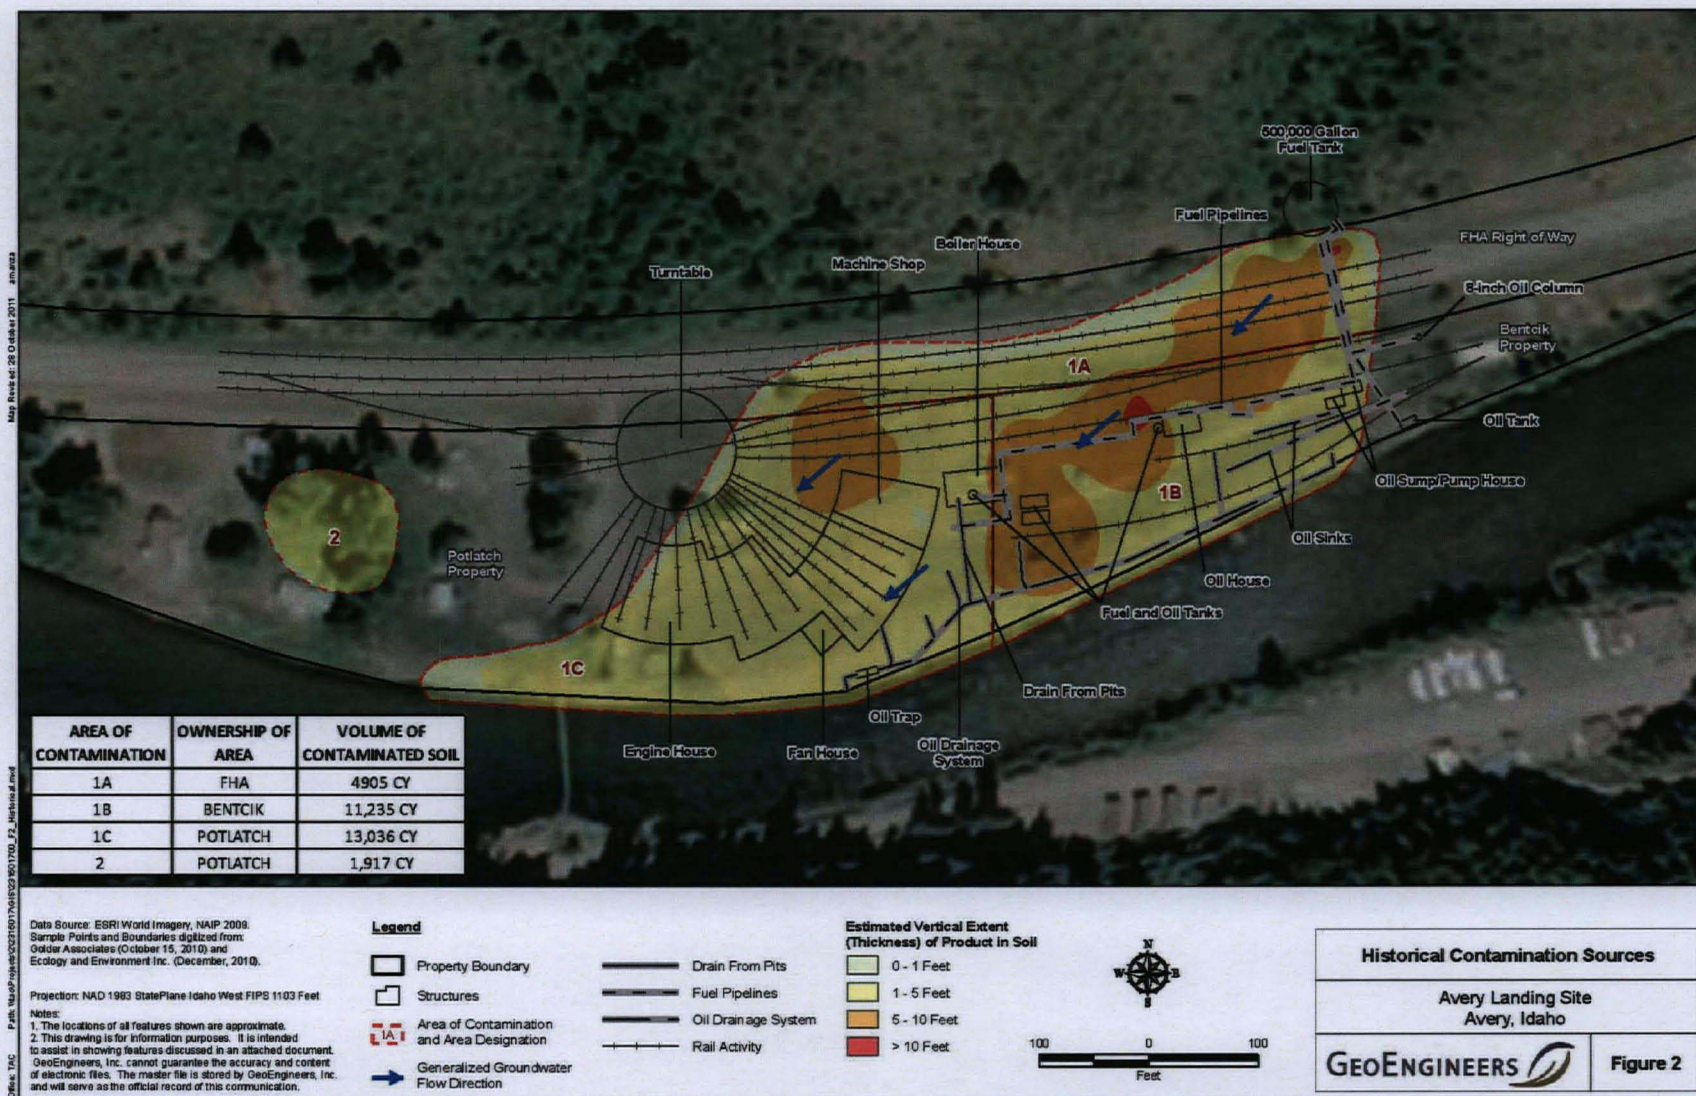 500,000 Gallon
Fuel Tank
Fuel Pipelines
FHA Right of Way
Boiler House
Machine Shop
Turntable
8-Inch Oil Column
Bentcik
Property
1A
Oil Tank
Oil Sump/Pump House
1B
2
Oil Sinks
Potlatch
Property
Oil House
Fuel and Oil Tanks
1C
Drain From Pits
Oil Trap
Engine House
Fan House
Oil Drainage
System
AREA OF
CONTAMINATION
OWNERSHIP OF
AREA
VOLUME OF
CONTAMINATED SOIL
1A FHA 4905 CY
1B BENTCIK 11,235 CY
1C POTLATCH 13,036 CY
2 POTLATCH 1,917 CY
Map Revised: 28 October 2011 amanza
Office: TAC
Data Source: ESRI World Imagery, NAIP 2009.
Sample Points and Boundaries digitized from:
Golder Associates (October 15, 2010) and
Ecology and Environment Inc. (December, 2010).
Projection: NAD 1983 StatePlane Idaho West FIPS 1103 Feet
Notes:
1. The locations of all features shown are approximate.
2. This drawing is for information purposes. It is intended
to assist in showing features discussed in an attached document.
GeoEngineers, Inc. cannot guarantee the accuracy and content
of electronic files. The master file is stored by GeoEngineers, Inc.
and will serve as the official record of this communication.
Legend
Property Boundary
Structures
1A
Area of Contamination
and Area Designation
Generalized Groundwater
Flow Direction
Drain From Pits
Fuel Pipelines
Oil Drainage System
Rail Activity
Estimated Vertical Extent
(Thickness) of Product in Soil
0 - 1 Feet
1 - 5 Feet
5 - 10 Feet
> 10 Feet
N
W E
S
100 0 100
Feet
Historical Contamination Sources
Avery Landing Site
Avery, Idaho
GEOENGINEERS
Figure 2